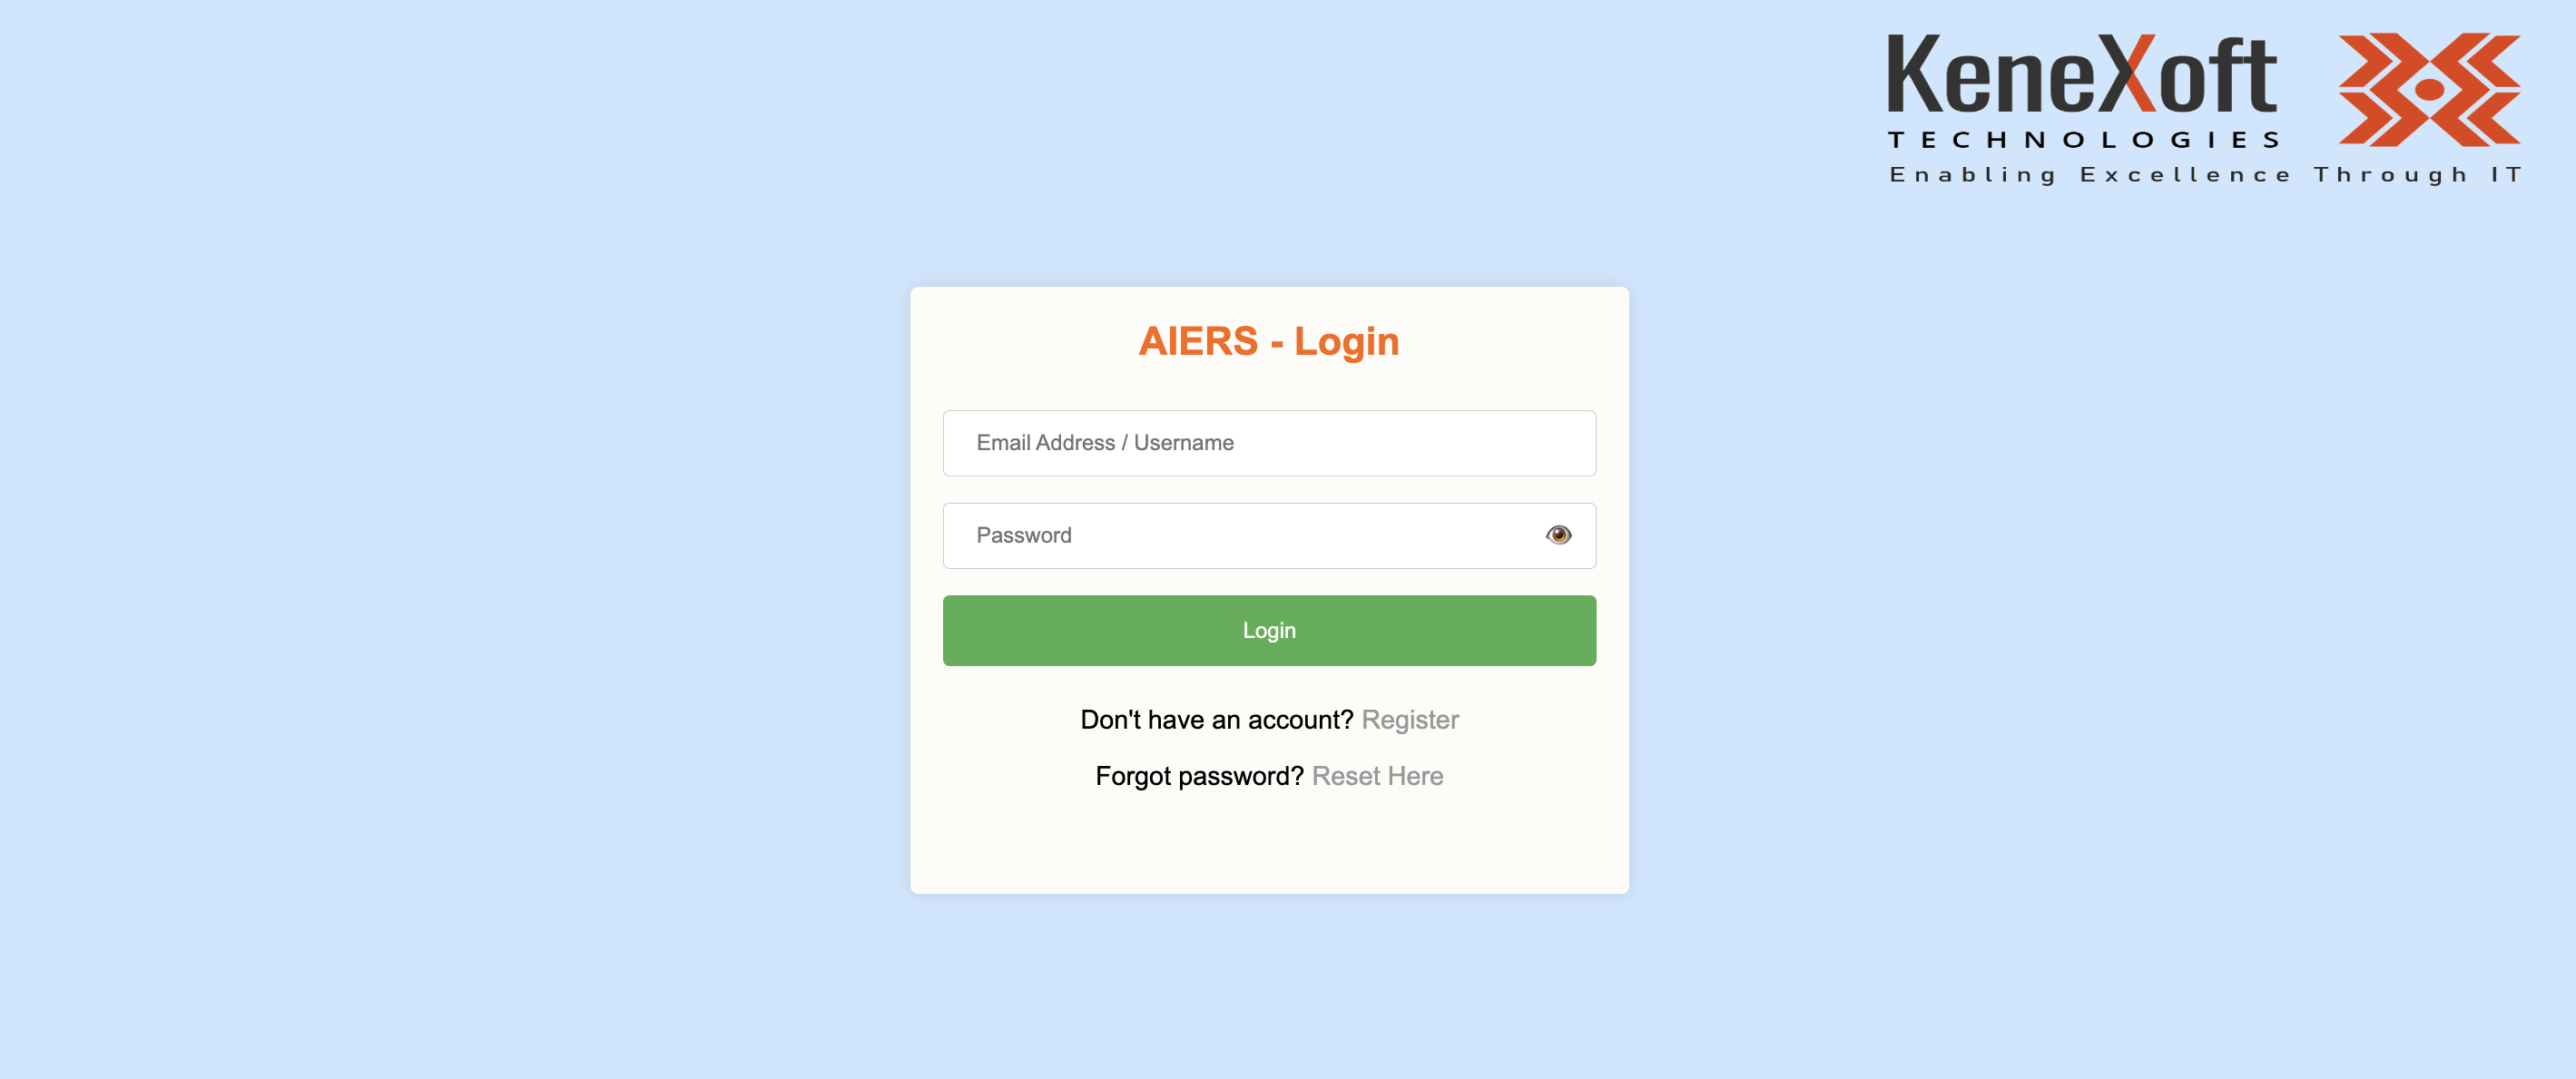 KeneXoft
TECHNOLOGIES
Enabling Excellence Through IT
AIERS - Login
Email Address / Username
Password
Login
Don't have an account? Register
Forgot password? Reset Here